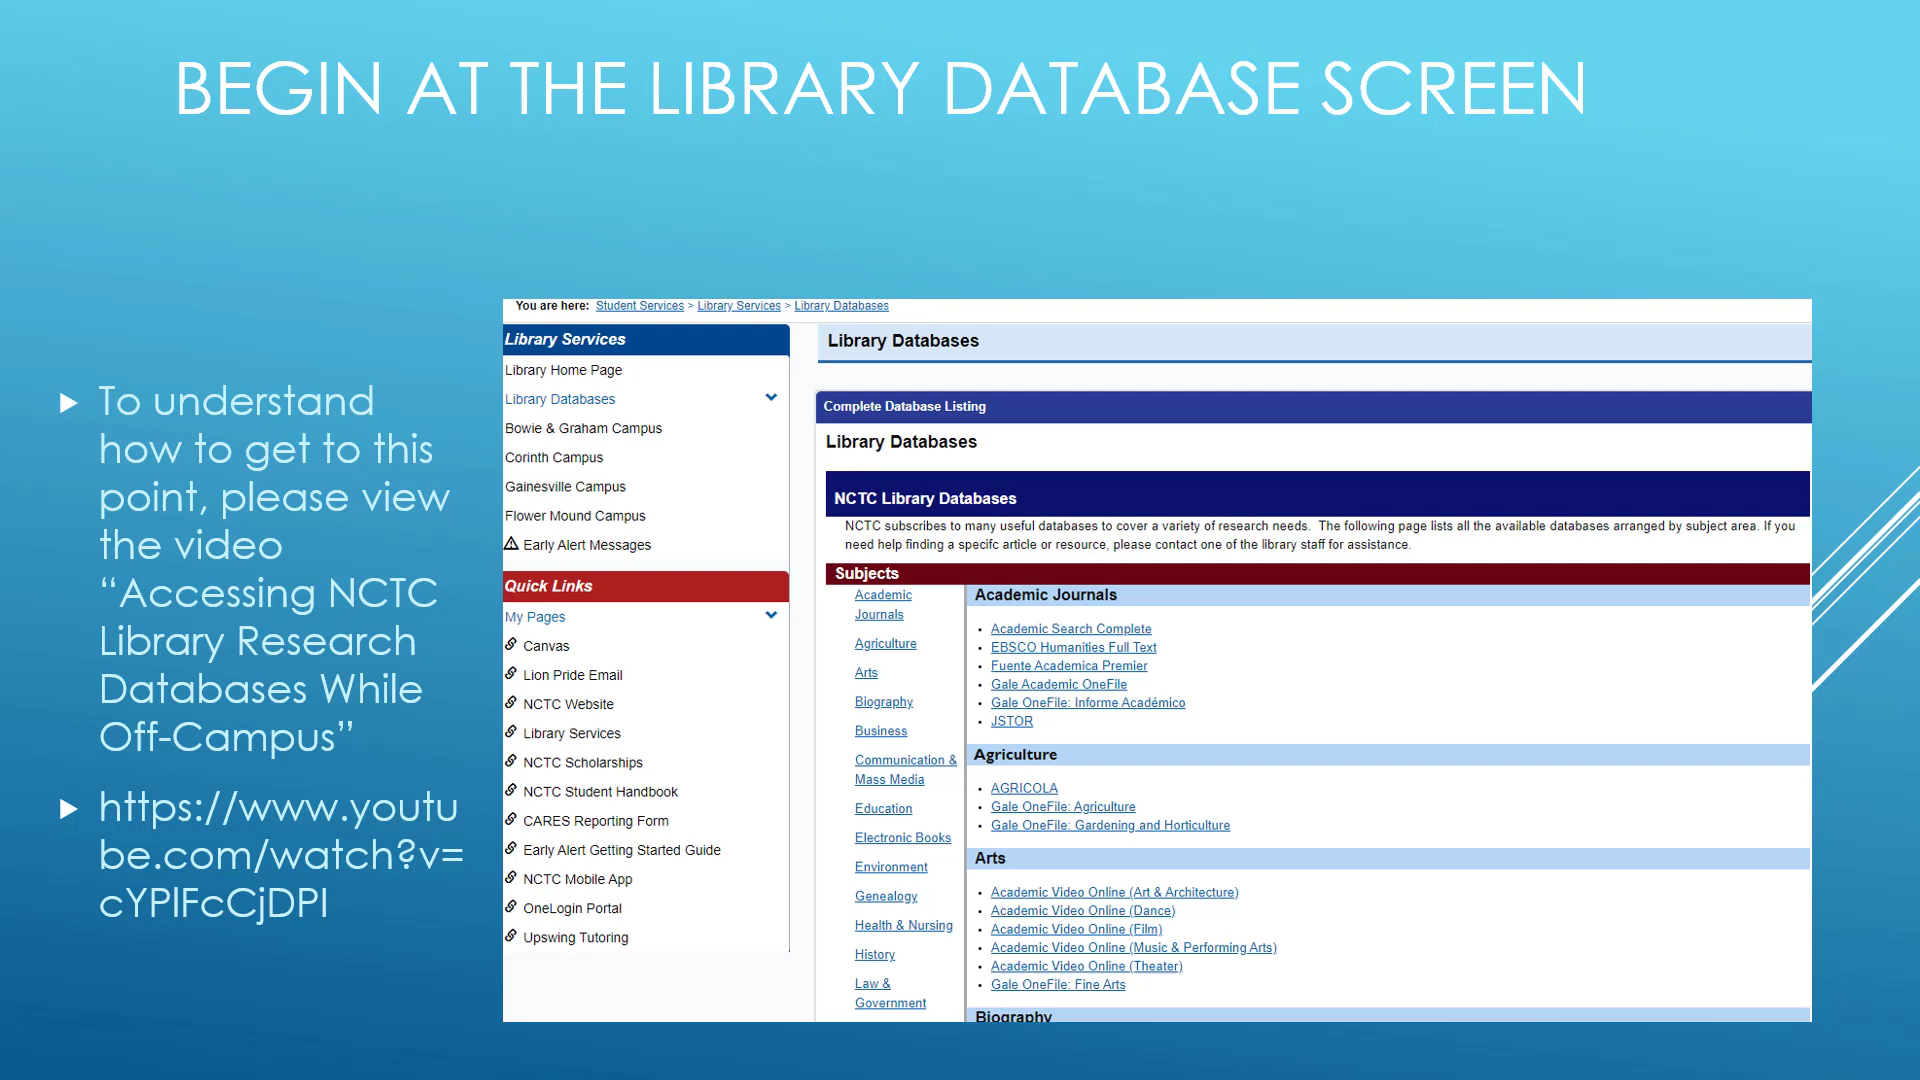 BEGIN AT THE LIBRARY DATABASE SCREEN
To understand
how to get to this
point, please view
the video
“Accessing NCTC
Library Research
Databases While
Off-Campus”
https://www.youtu
be.com/watch?v=
cYPlFcCjDPI
You are here: Student Services > Library Services > Library Databases
Library Services
Library Home Page
Library Databases
Bowie & Graham Campus
Corinth Campus
Gainesville Campus
Flower Mound Campus
Early Alert Messages
Quick Links
My Pages
Canvas
Lion Pride Email
NCTC Website
Library Services
NCTC Scholarships
NCTC Student Handbook
CARES Reporting Form
Early Alert Getting Started Guide
NCTC Mobile App
OneLogin Portal
Upswing Tutoring
Library Databases
Complete Database Listing
Library Databases
NCTC Library Databases
NCTC subscribes to many useful databases to cover a variety of research needs. The following page lists all the available databases arranged by subject area. If you
need help finding a specifc article or resource, please contact one of the library staff for assistance.
Subjects
Academic
Journals
Agriculture
Arts
Biography
Business
Communication &
Mass Media
Education
Electronic Books
Environment
Genealogy
Health & Nursing
History
Law &
Government
Academic Journals
Academic Search Complete
EBSCO Humanities Full Text
Fuente Academica Premier
Gale Academic OneFile
Gale OneFile: Informe Académico
JSTOR
Agriculture
AGRICOLA
Gale OneFile: Agriculture
Gale OneFile: Gardening and Horticulture
Arts
Academic Video Online (Art & Architecture)
Academic Video Online (Dance)
Academic Video Online (Film)
Academic Video Online (Music & Performing Arts)
Academic Video Online (Theater)
Gale OneFile: Fine Arts
Biography